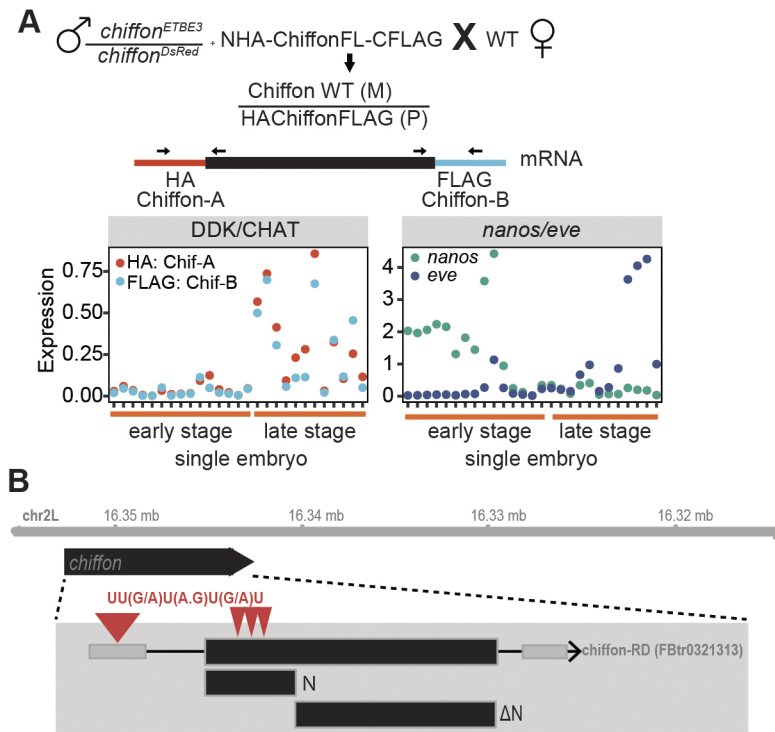 A
♂ chiffon^ETBE3 / chiffon^DsRed + NHA-ChiffonFL-CFLAG X WT ♀
Chiffon WT (M)
HAChiffonFLAG (P)
mRNA
HA
Chiffon-A
FLAG
Chiffon-B
DDK/CHAT
HA: Chif-A
FLAG: Chif-B
Expression
0.75
0.50
0.25
0.00
early stage late stage
single embryo
nanos/eve
nanos
eve
4
3
2
1
0
early stage late stage
single embryo
B
chr2L 16.35 mb 16.34 mb 16.33 mb 16.32 mb
chiffon
UU(G/A)U(A.G)U(G/A)U
chiffon-RD (FBtr0321313)
N
ΔN